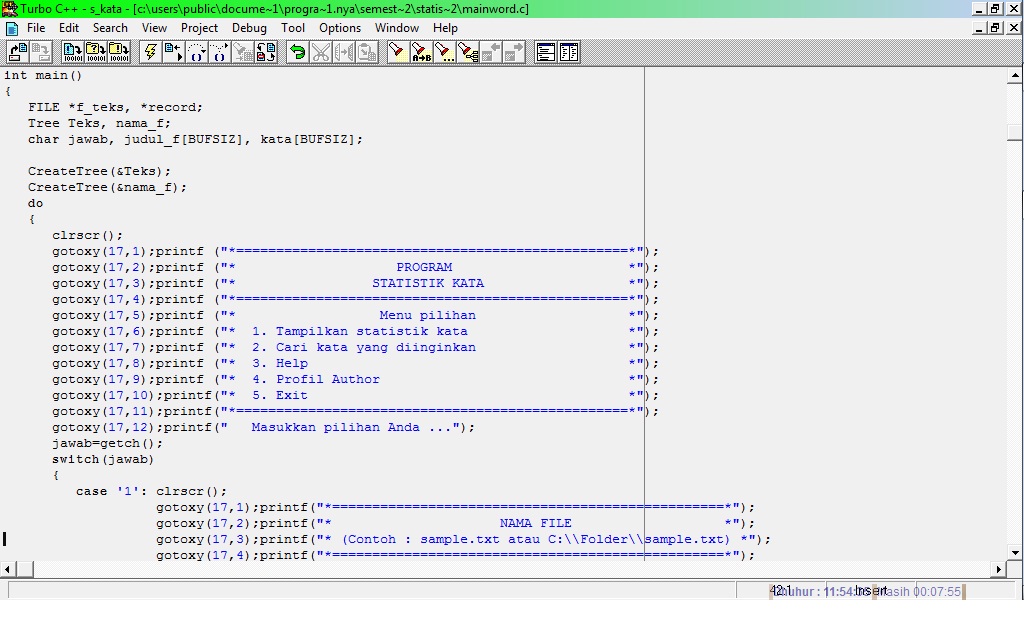 Turbo C++ - s_kata - [c:\users\public\docume~1\progra~1.nya\semest~2\statis~2\mainword.c]
File Edit Search View Project Debug Tool Options Window Help
int main()
{
   FILE *f_teks, *record;
   Tree Teks, nama_f;
   char jawab, judul_f[BUFSIZ], kata[BUFSIZ];

   CreateTree(&Teks);
   CreateTree(&nama_f);
   do
   {
      clrscr();
      gotoxy(17,1);printf ("*=================================================*");
      gotoxy(17,2);printf ("*                    PROGRAM                      *");
      gotoxy(17,3);printf ("*                 STATISTIK KATA                  *");
      gotoxy(17,4);printf ("*=================================================*");
      gotoxy(17,5);printf ("*                  Menu pilihan                   *");
      gotoxy(17,6);printf ("*  1. Tampilkan statistik kata                    *");
      gotoxy(17,7);printf ("*  2. Cari kata yang diinginkan                   *");
      gotoxy(17,8);printf ("*  3. Help                                        *");
      gotoxy(17,9);printf ("*  4. Profil Author                               *");
      gotoxy(17,10);printf("*  5. Exit                                        *");
      gotoxy(17,11);printf("*=================================================*");
      gotoxy(17,12);printf("   Masukkan pilihan Anda ...");
      jawab=getch();
      switch(jawab)
      {
         case '1': clrscr();
                   gotoxy(17,1);printf("*=================================================*");
                   gotoxy(17,2);printf("*                     NAMA FILE                   *");
                   gotoxy(17,3);printf("* (Contoh : sample.txt atau C:\\Folder\\sample.txt) *");
                   gotoxy(17,4);printf("*=================================================*");
Insert
masih 00:07:55